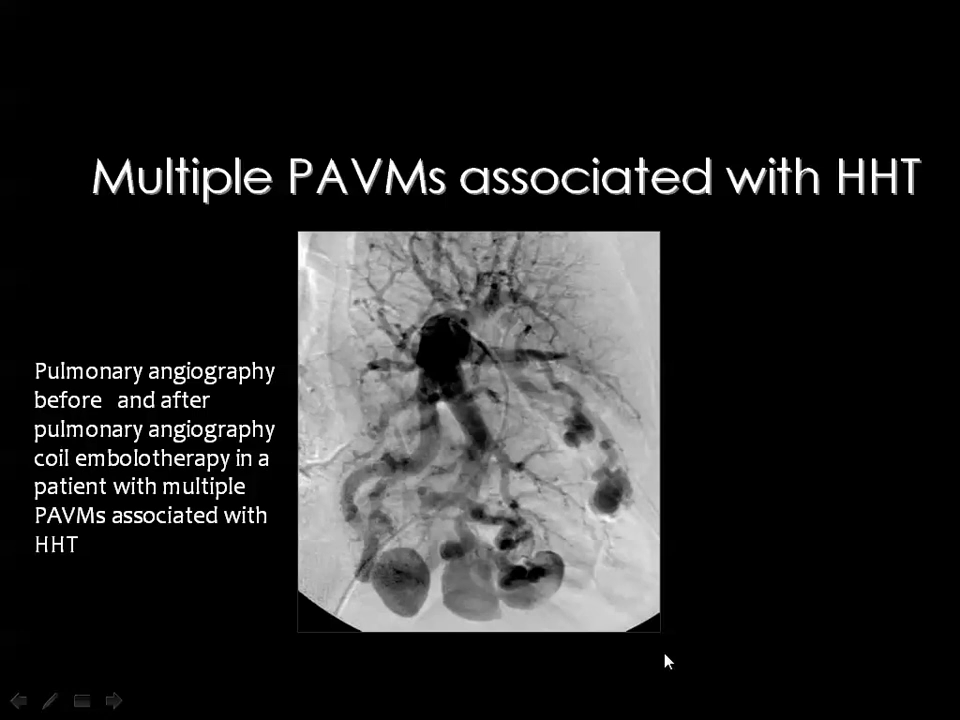 Multiple PAVMs associated with HHT
Pulmonary angiography
before and after
pulmonary angiography
coil embolotherapy in a
patient with multiple
PAVMs associated with
HHT